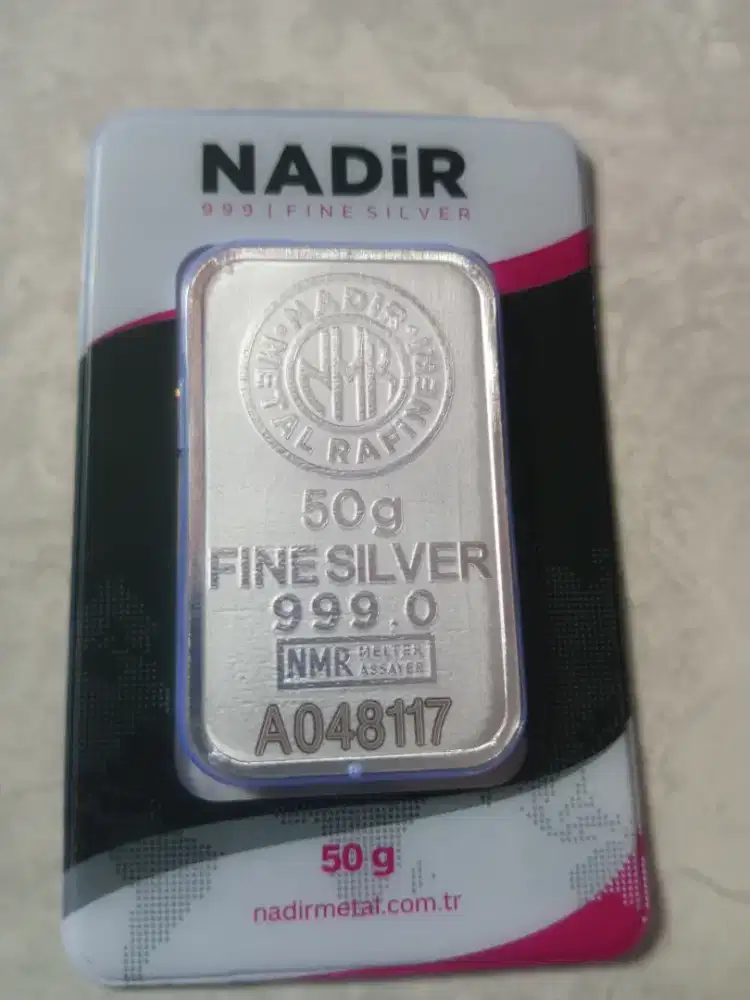 NADiR
999 | FINE SILVER
NADiR METAL RAFiNERi
NMR
50g
FINE SILVER
999.0
NMR MELTER
ASSAYER
A048117
50 g
nadirmetal.com.tr